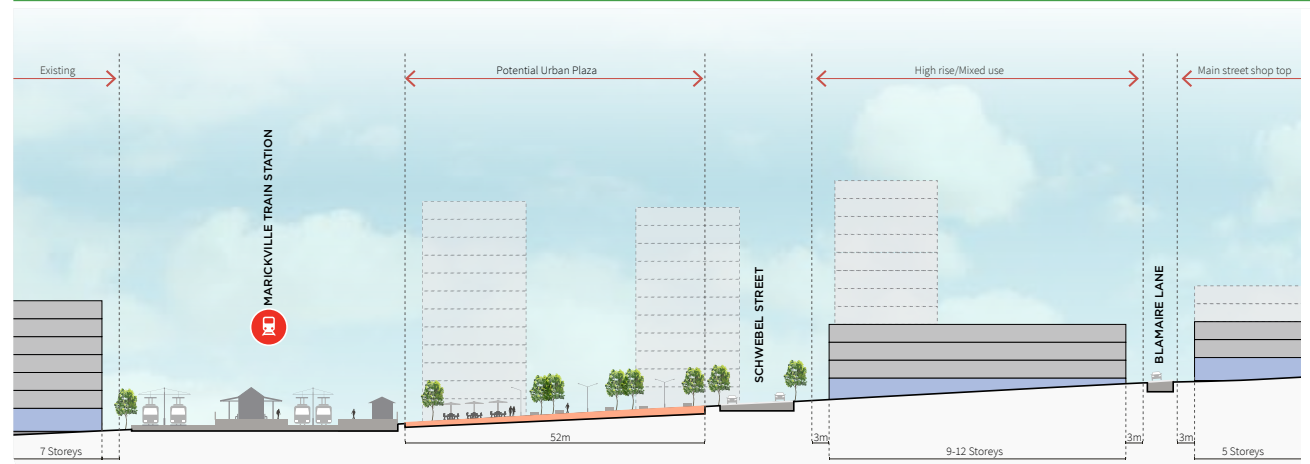 Existing
Potential Urban Plaza
High rise/Mixed use
Main street shop top
MARICKVILLE TRAIN STATION
SCHWEBEL STREET
BLAMAIRE LANE
52m
3m
3m
3m
7 Storeys
9-12 Storeys
5 Storeys